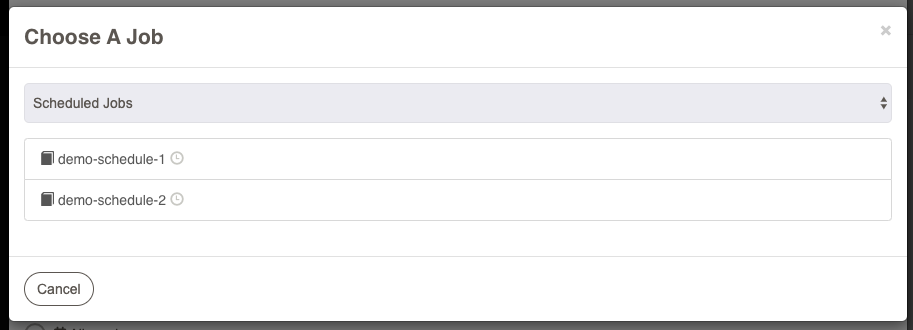 Choose A Job
Scheduled Jobs
demo-schedule-1
demo-schedule-2
Cancel